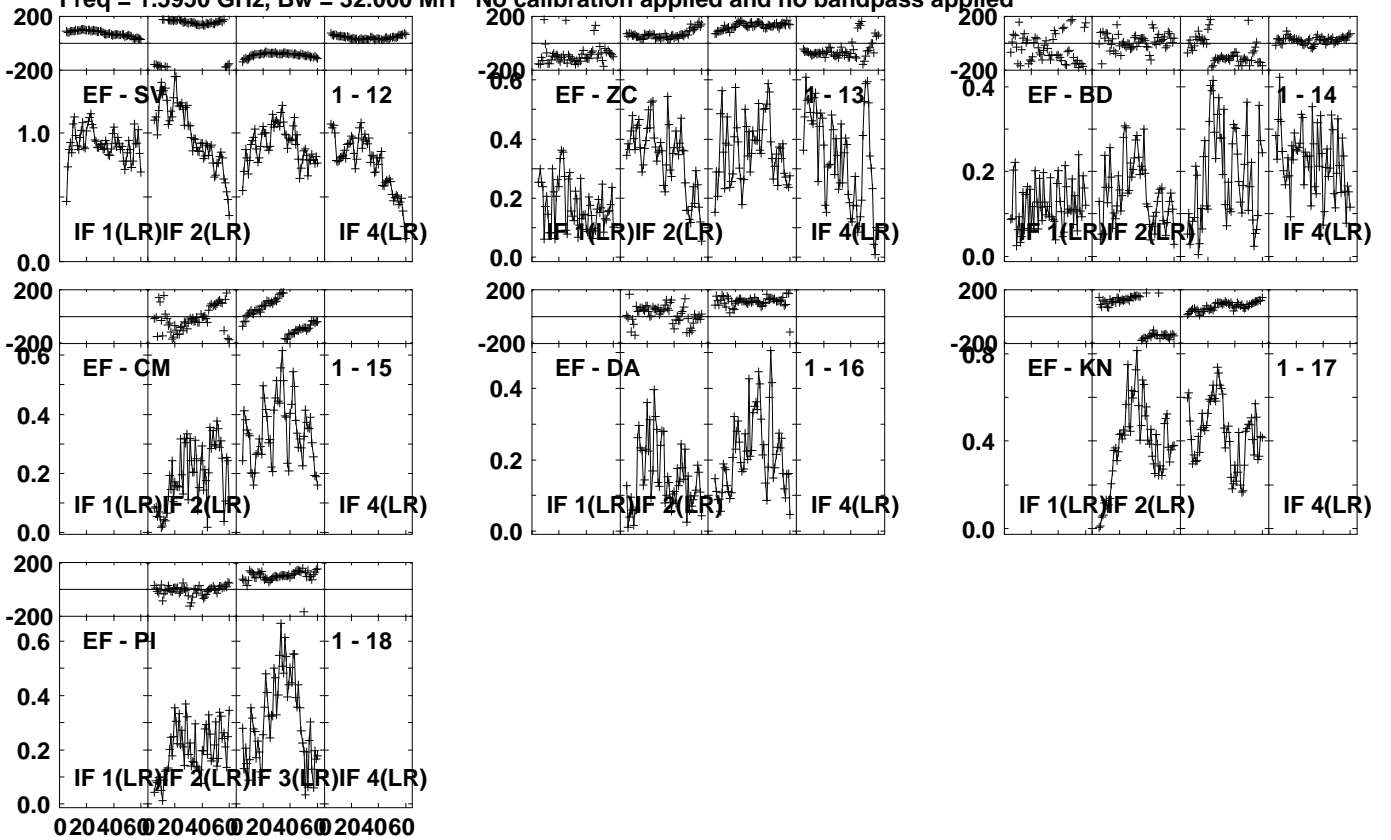 Freq = 1.5950 GHz, Bw = 32.000 MH No calibration applied and no bandpass applied
200
-200
EF - SV 1 - 12
1.0
0.0
IF 1(LR) IF 2(LR) IF 4(LR)
200
-200
0.6
EF - ZC 1 - 13
0.4
0.2
0.0
IF 1(LR) IF 2(LR) IF 4(LR)
200
-200
0.4
EF - BD 1 - 14
0.2
0.0
IF 1(LR) IF 2(LR) IF 4(LR)
200
-200
0.6
EF - CM 1 - 15
0.4
0.2
0.0
IF 1(LR) IF 2(LR) IF 4(LR)
200
-200
EF - DA 1 - 16
0.4
0.2
0.0
IF 1(LR) IF 2(LR) IF 4(LR)
200
-200
0.8
EF - KN 1 - 17
0.4
0.0
IF 1(LR) IF 2(LR) IF 4(LR)
200
-200
EF - PI 1 - 18
0.6
0.4
0.2
0.0
IF 1(LR) IF 2(LR) IF 3(LR) IF 4(LR)
0 20 40 60 0 20 40 60 0 20 40 60 0 20 40 60